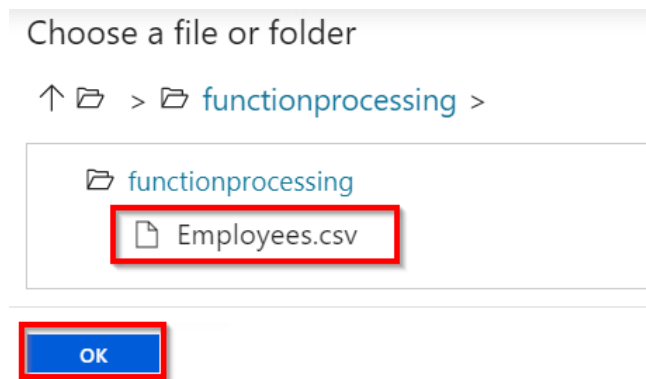 Choose a file or folder
> functionprocessing >
functionprocessing
Employees.csv
OK